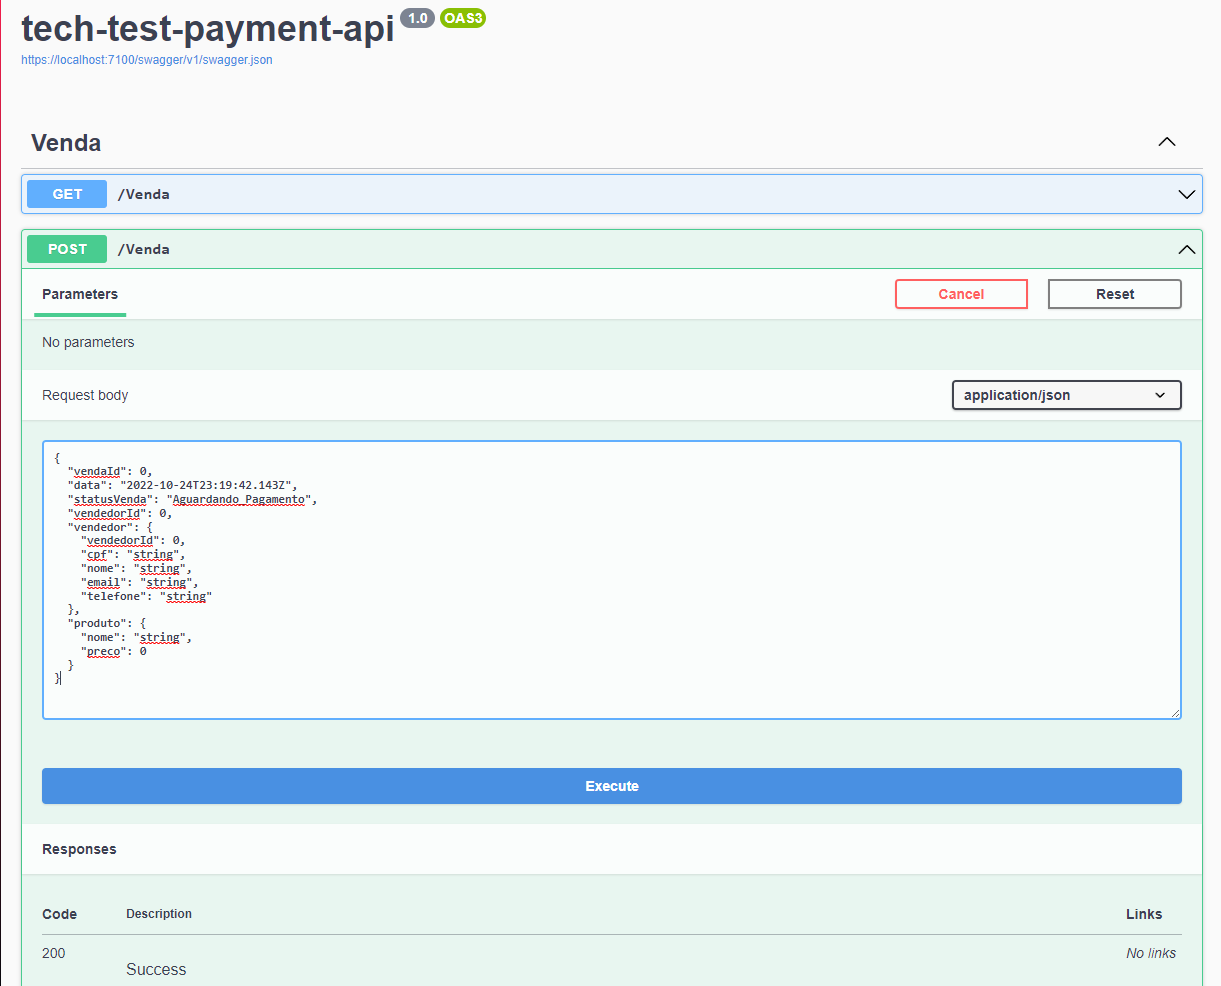 tech-test-payment-api 1.0 OAS3
https://localhost:7100/swagger/v1/swagger.json
Venda
GET /Venda
POST /Venda
Parameters Cancel Reset
No parameters
Request body application/json
{
  "vendaId": 0,
  "data": "2022-10-24T23:19:42.143Z",
  "statusVenda": "Aguardando_Pagamento",
  "vendedorId": 0,
  "vendedor": {
    "vendedorId": 0,
    "cpf": "string",
    "nome": "string",
    "email": "string",
    "telefone": "string"
  },
  "produto": {
    "nome": "string",
    "preco": 0
  }
}
Execute
Responses
Code Description Links
200 No links
Success